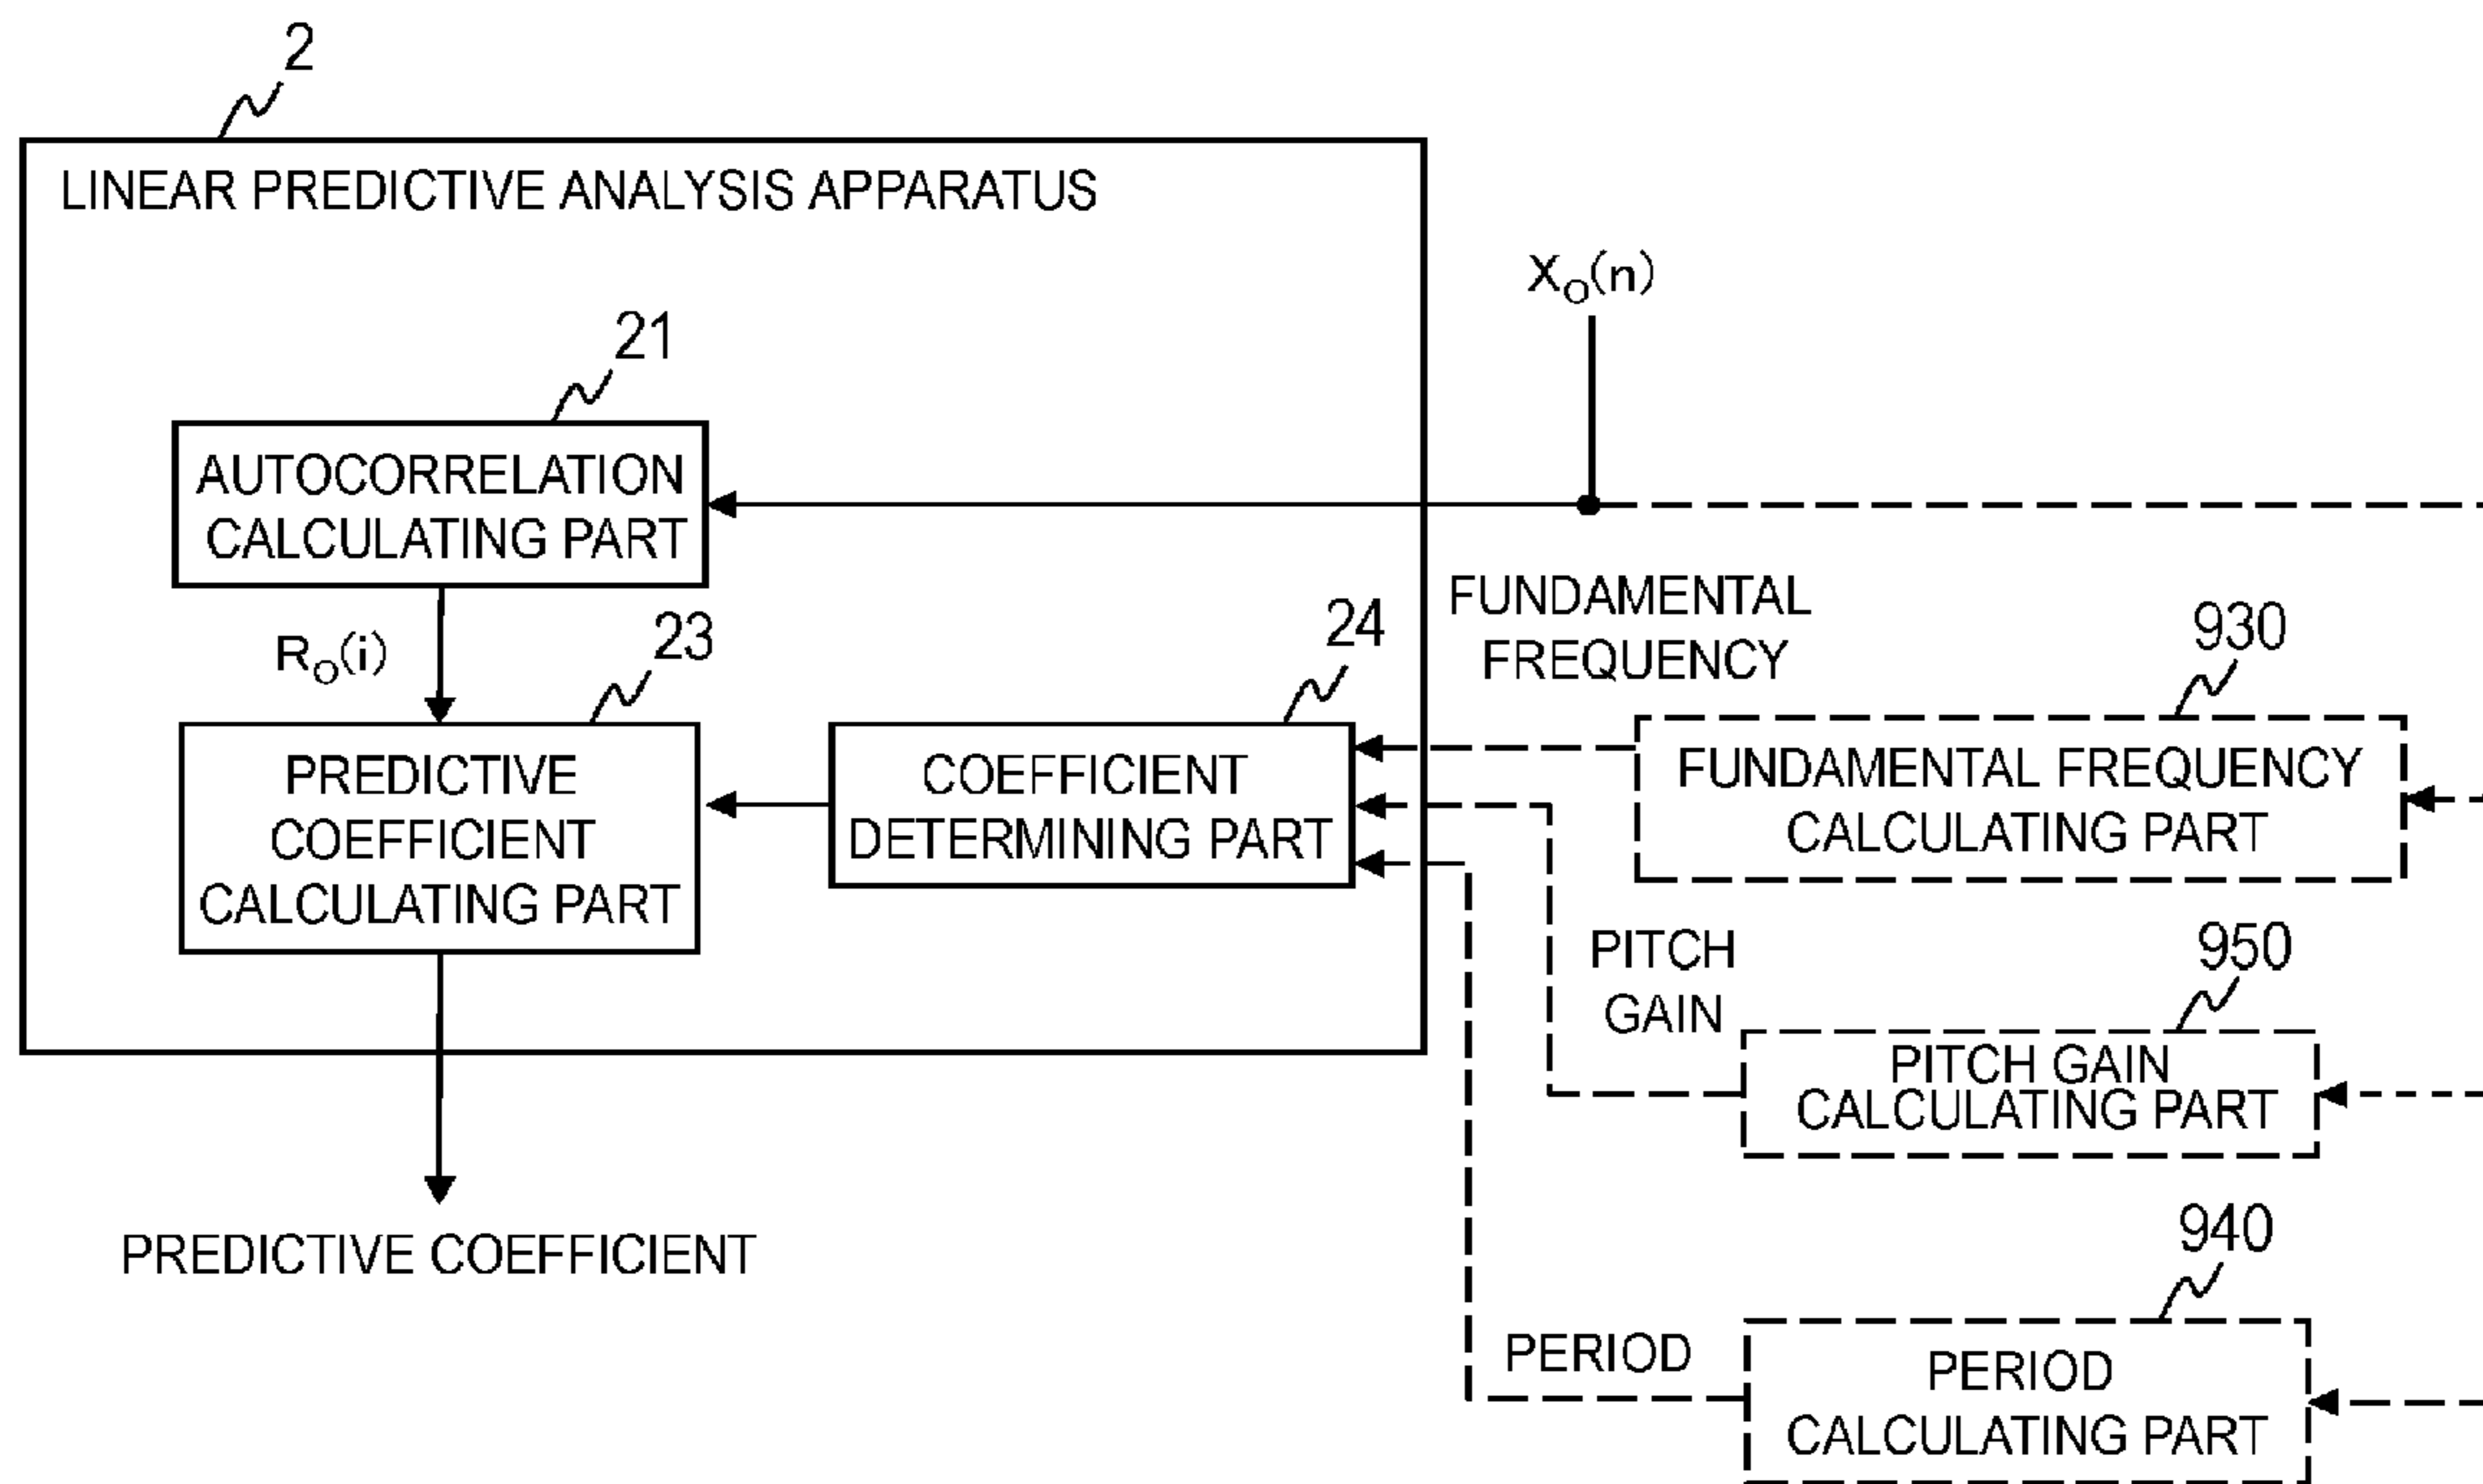 2
LINEAR PREDICTIVE ANALYSIS APPARATUS
X_O(n)
21
AUTOCORRELATION
CALCULATING PART
R_O(i)
23
24
FUNDAMENTAL
FREQUENCY
930
PREDICTIVE
COEFFICIENT
CALCULATING PART
COEFFICIENT
DETERMINING PART
FUNDAMENTAL FREQUENCY
CALCULATING PART
PITCH
GAIN
950
PITCH GAIN
CALCULATING PART
PREDICTIVE COEFFICIENT
940
PERIOD
PERIOD
CALCULATING PART